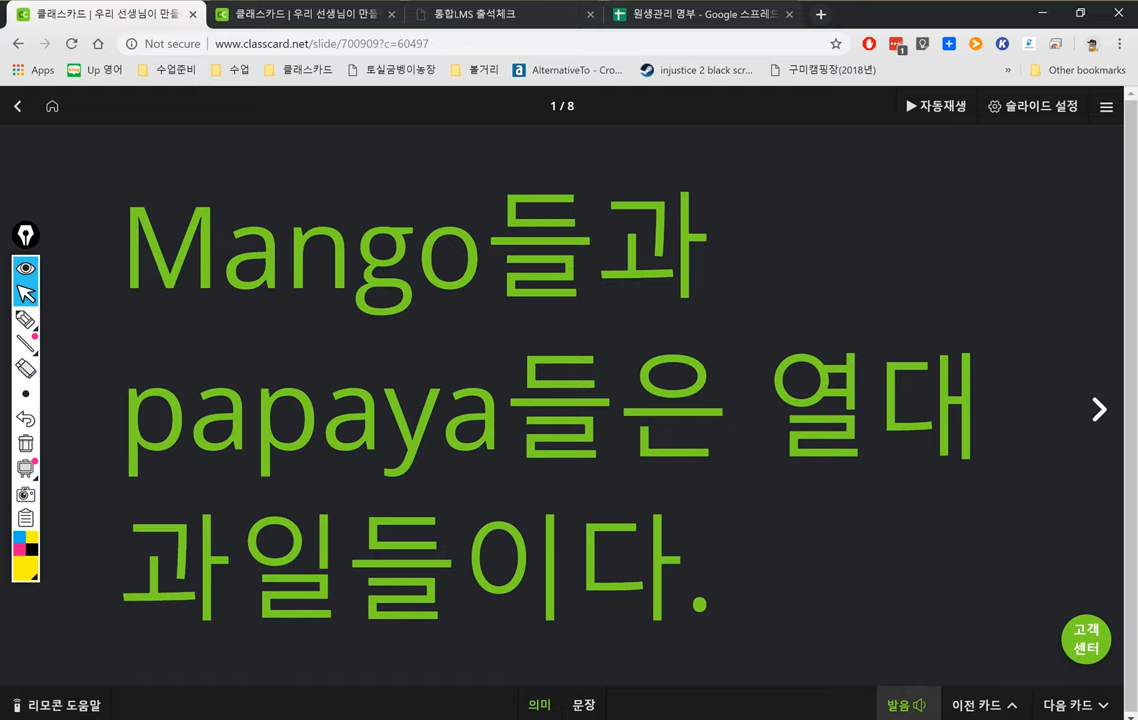 클래스카드 | 우리 선생님이 만들
클래스카드 | 우리 선생님이 만들
통합LMS 출석체크
원생관리 명부 - Google 스프레드
Not secure | www.classcard.net/slide/700909?c=60497
Apps Up 영어 수업준비 수업 클래스카드 토실굼벵이농장 볼거리 AlternativeTo - Cro... injustice 2 black scr... 구미캠핑장(2018년) » Other bookmarks
1 / 8 자동재생 슬라이드 설정
Mango들과
papaya들은 열대
과일들이다.
고객
센터
리모콘 도움말 의미 문장 발음 이전 카드 다음 카드